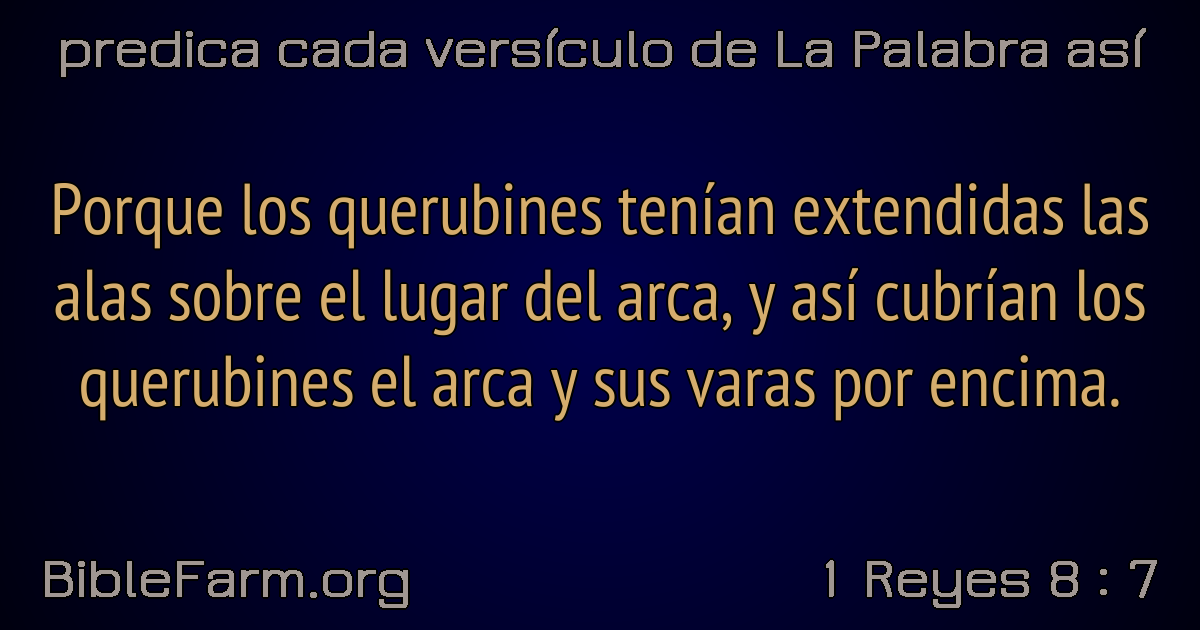 predica cada versículo de La Palabra así
Porque los querubines tenían extendidas las
alas sobre el lugar del arca, y así cubrían los
querubines el arca y sus varas por encima.
BibleFarm.org
1 Reyes 8 : 7